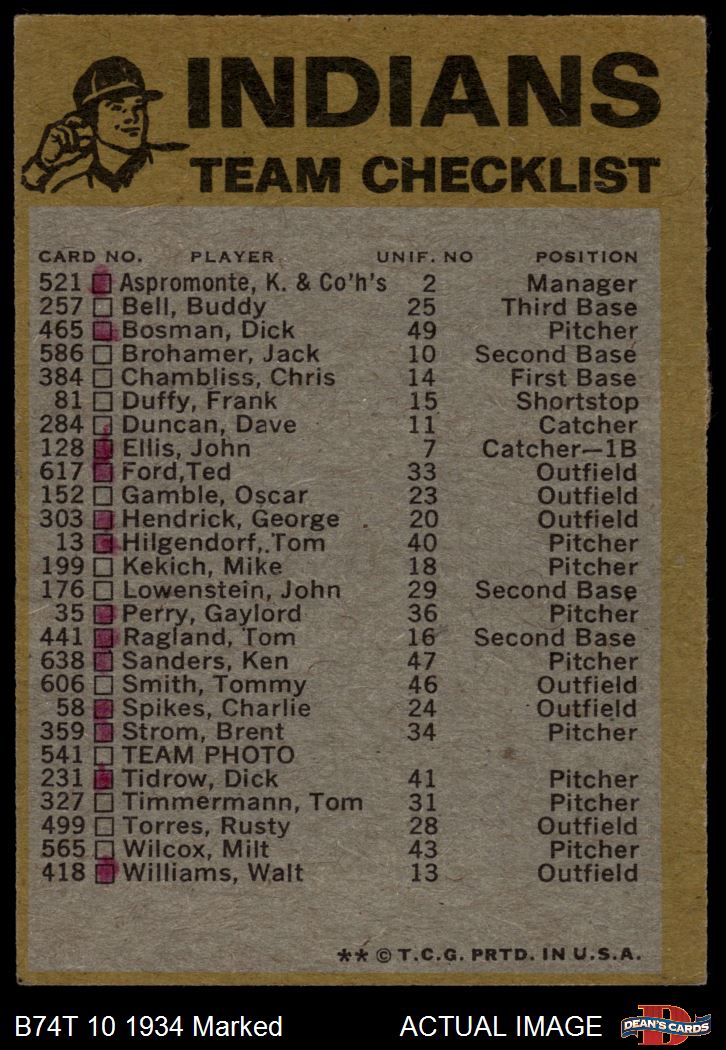 INDIANS
TEAM CHECKLIST
CARD NO. PLAYER UNIF. NO POSITION
521 Aspromonte, K. & Co'h's 2 Manager
257 Bell, Buddy 25 Third Base
465 Bosman, Dick 49 Pitcher
586 Brohamer, Jack 10 Second Base
384 Chambliss, Chris 14 First Base
81 Duffy, Frank 15 Shortstop
284 Duncan, Dave 11 Catcher
128 Ellis, John 7 Catcher—1B
617 Ford,Ted 33 Outfield
152 Gamble, Oscar 23 Outfield
303 Hendrick, George 20 Outfield
13 Hilgendorf, Tom 40 Pitcher
199 Kekich, Mike 18 Pitcher
176 Lowenstein, John 29 Second Base
35 Perry, Gaylord 36 Pitcher
441 Ragland, Tom 16 Second Base
638 Sanders, Ken 47 Pitcher
606 Smith, Tommy 46 Outfield
58 Spikes, Charlie 24 Outfield
359 Strom, Brent 34 Pitcher
541 TEAM PHOTO
231 Tidrow, Dick 41 Pitcher
327 Timmermann, Tom 31 Pitcher
499 Torres, Rusty 28 Outfield
565 Wilcox, Milt 43 Pitcher
418 Williams, Walt 13 Outfield
** © T.C.G. PRTD. IN U.S.A.
B74T 10 1934 Marked ACTUAL IMAGE
D
DEAN'S CARDS